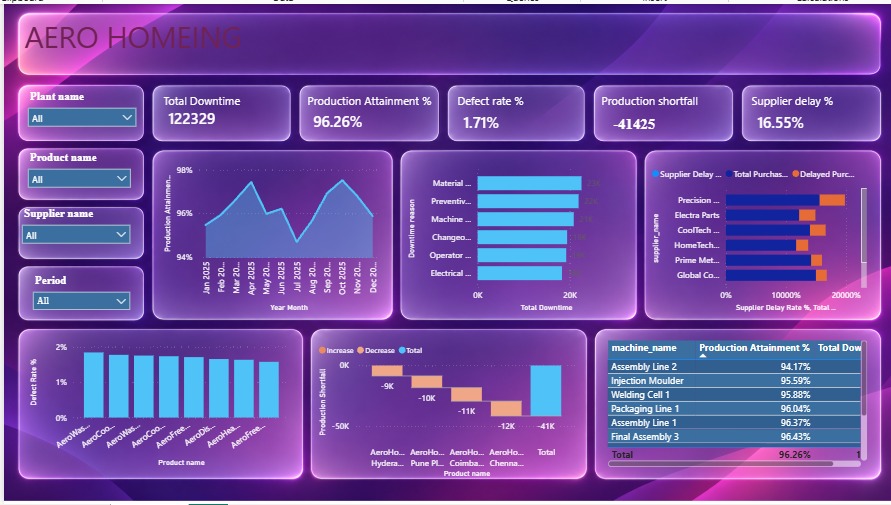 AERO HOMEING
Plant name
All
Product name
All
Supplier name
All
Period
All
Total Downtime
122329
Production Attainment %
96.26%
Defect rate %
1.71%
Production shortfall
-41425
Supplier delay %
16.55%
Production Attainmen...
98%
96%
94%
Jan 2025
Feb 20...
Mar 20...
Apr 2025
May 20...
Jun 2025
Jul 2025
Aug 20...
Sep 20...
Oct 2025
Nov 20...
Dec 20...
Year Month
Downtime reason
Material ...
Preventiv...
Machine ...
Changeo...
Operator ...
Electrical ...
0K
20K
Total Downtime
Supplier Delay ...
Total Purchas...
Delayed Purc...
supplier_name
Precision ...
Electra Parts
CoolTech ...
HomeTech...
Prime Met...
Global Co...
0%
10000%
20000%
Supplier Delay Rate %, Total ...
Defect Rate %
2%
1%
0%
AeroWas...
AeroCoo...
AeroWas...
AeroCoo...
AeroFree...
AeroDis...
AeroHea...
AeroFree...
Product name
Increase
Decrease
Total
Production Shortfall
0K
-50K
-9K
-10K
-11K
-12K
-41K
AeroHo...
Hydera...
AeroHo...
Pune Pl...
AeroHo...
Coimba...
AeroHo...
Chenna...
Total
Product name
machine_name Production Attainment % Total Dow
Assembly Line 2 94.17%
Injection Moulder 95.59%
Welding Cell 1 95.88%
Packaging Line 1 96.04%
Assembly Line 1 96.37%
Final Assembly 3 96.43%
Total 96.26% 1